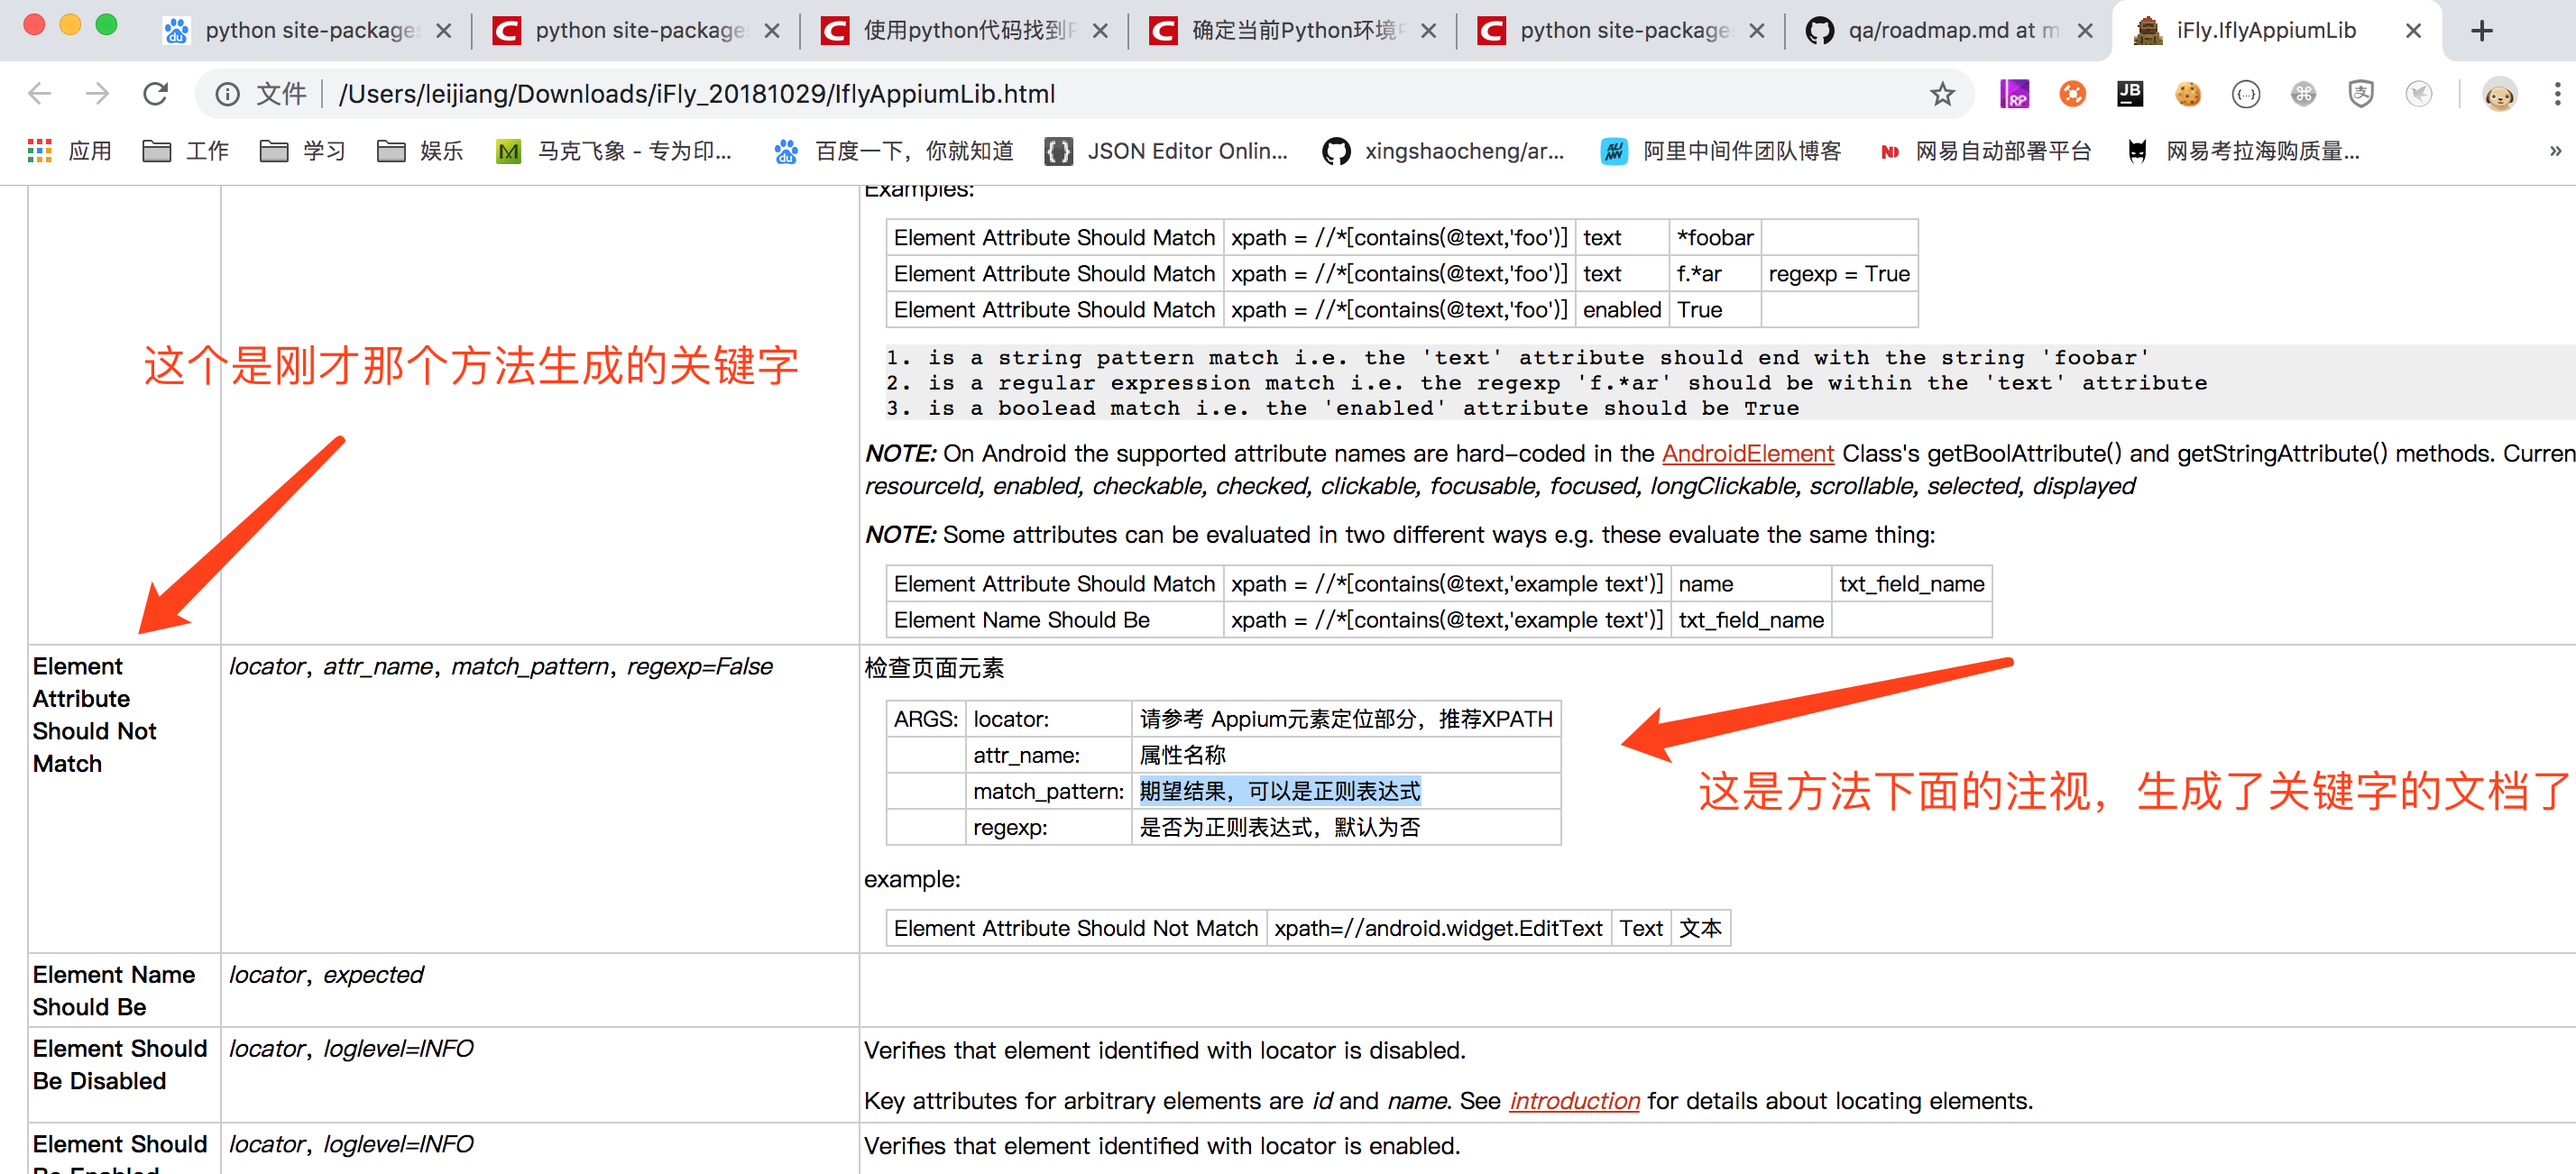 python site-packages
python site-package
使用python代码找到P
确定当前Python环境
python site-package
qa/roadmap.md at m
iFly.IflyAppiumLib
文件 /Users/leijiang/Downloads/iFly_20181029/IflyAppiumLib.html
应用 工作 学习 娱乐 马克飞象 - 专为印... 百度一下，你就知道 JSON Editor Onlin... xingshaocheng/ar... 阿里中间件团队博客 网易自动部署平台 网易考拉海购质量... »
Examples:
Element Attribute Should Match xpath = //*[contains(@text,'foo')] text *foobar
Element Attribute Should Match xpath = //*[contains(@text,'foo')] text f.*ar regexp = True
Element Attribute Should Match xpath = //*[contains(@text,'foo')] enabled True
1. is a string pattern match i.e. the 'text' attribute should end with the string 'foobar'
2. is a regular expression match i.e. the regexp 'f.*ar' should be within the 'text' attribute
3. is a boolead match i.e. the 'enabled' attribute should be True
这个是刚才那个方法生成的关键字
NOTE: On Android the supported attribute names are hard-coded in the AndroidElement Class's getBoolAttribute() and getStringAttribute() methods. Curren
resourceId, enabled, checkable, checked, clickable, focusable, focused, longClickable, scrollable, selected, displayed
NOTE: Some attributes can be evaluated in two different ways e.g. these evaluate the same thing:
Element Attribute Should Match xpath = //*[contains(@text,'example text')] name txt_field_name
Element Name Should Be xpath = //*[contains(@text,'example text')] txt_field_name
Element
Attribute
Should Not
Match
locator, attr_name, match_pattern, regexp=False
检查页面元素
ARGS: locator: 请参考 Appium元素定位部分，推荐XPATH
attr_name: 属性名称
match_pattern: 期望结果，可以是正则表达式
regexp: 是否为正则表达式，默认为否
这是方法下面的注视，生成了关键字的文档了
example:
Element Attribute Should Not Match xpath=//android.widget.EditText Text 文本
Element Name
Should Be
locator, expected
Element Should
Be Disabled
locator, loglevel=INFO
Verifies that element identified with locator is disabled.
Key attributes for arbitrary elements are id and name. See introduction for details about locating elements.
Element Should
Be Enabled
locator, loglevel=INFO
Verifies that element identified with locator is enabled.